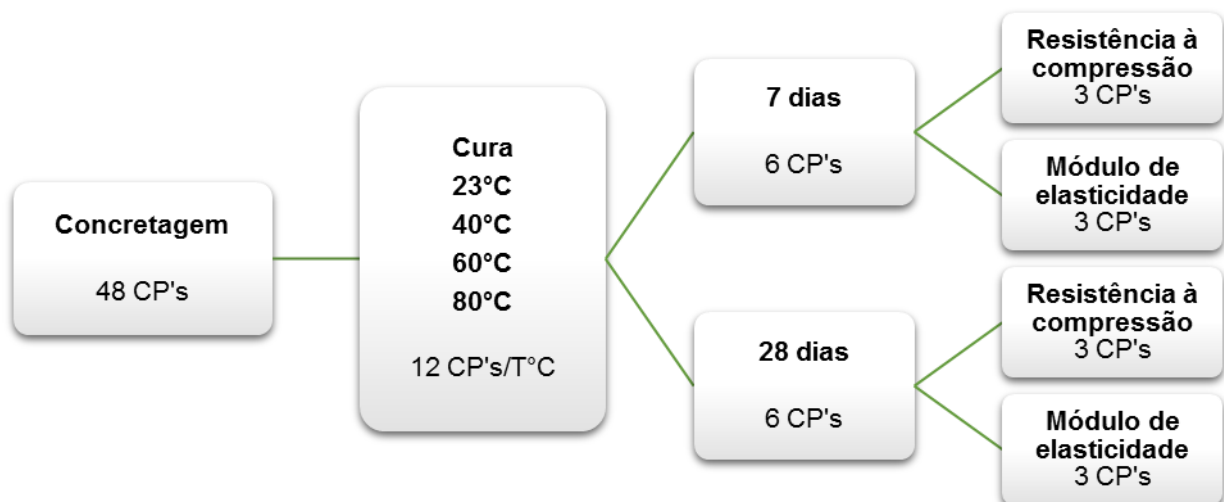 Concretagem
48 CP's
Cura
23°C
40°C
60°C
80°C
12 CP's/T°C
7 dias
6 CP's
28 dias
6 CP's
Resistência à
compressão
3 CP's
Módulo de
elasticidade
3 CP's
Resistência à
compressão
3 CP's
Módulo de
elasticidade
3 CP's